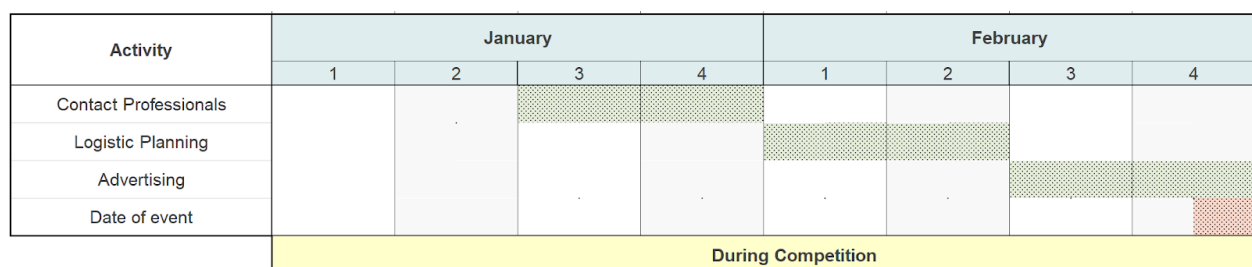 Activity
January
February
1 2 3 4 1 2 3 4
Contact Professionals
Logistic Planning
Advertising
Date of event
During Competition